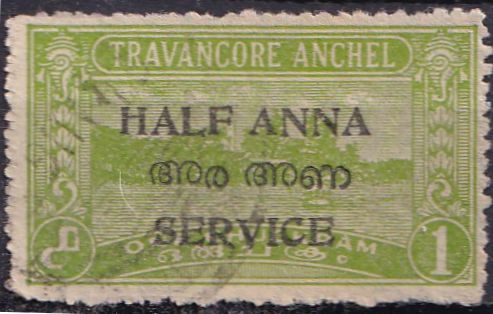 TRAVANCORE ANCHEL
HALF ANNA
അര അണ
SERVICE
1